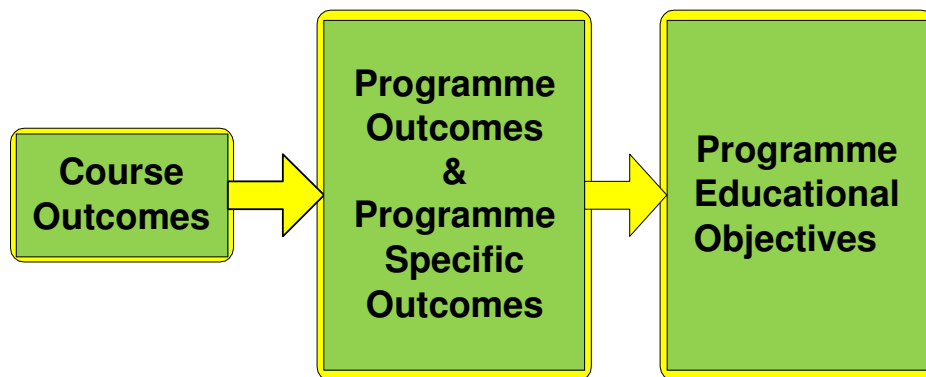 Course
Outcomes
Programme
Outcomes
&
Programme
Specific
Outcomes
Programme
Educational
Objectives